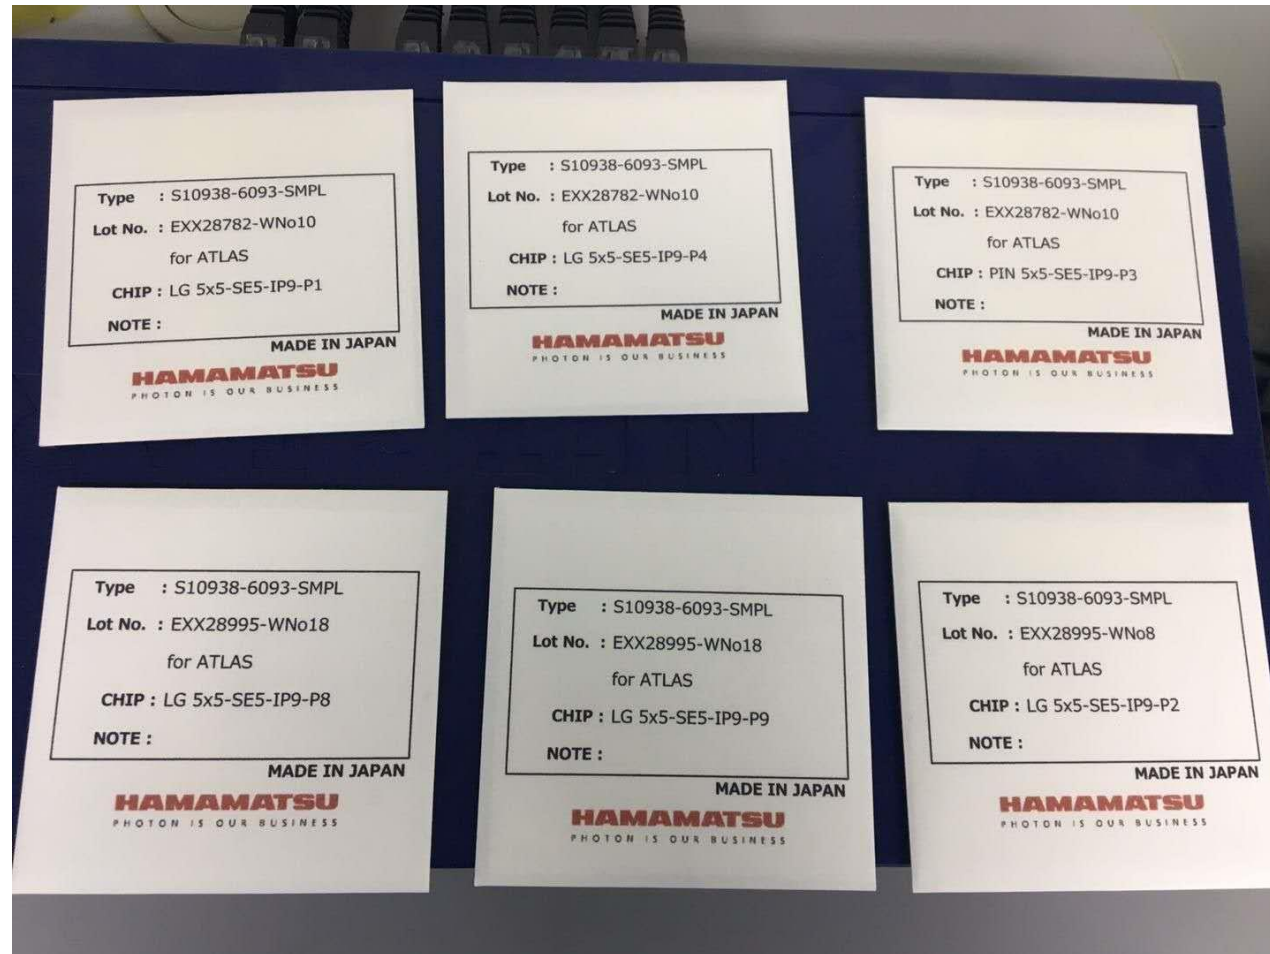 Type : S10938-6093-SMPL
Lot No. : EXX28782-WNo10
for ATLAS
CHIP : LG 5x5-SE5-IP9-P1
NOTE :
MADE IN JAPAN
HAMAMATSU
PHOTON IS OUR BUSINESS
Type : S10938-6093-SMPL
Lot No. : EXX28782-WNo10
for ATLAS
CHIP : LG 5x5-SE5-IP9-P4
NOTE :
MADE IN JAPAN
HAMAMATSU
PHOTON IS OUR BUSINESS
Type : S10938-6093-SMPL
Lot No. : EXX28782-WNo10
for ATLAS
CHIP : PIN 5x5-SE5-IP9-P3
NOTE :
MADE IN JAPAN
HAMAMATSU
PHOTON IS OUR BUSINESS
Type : S10938-6093-SMPL
Lot No. : EXX28995-WNo18
for ATLAS
CHIP : LG 5x5-SE5-IP9-P8
NOTE :
MADE IN JAPAN
HAMAMATSU
PHOTON IS OUR BUSINESS
Type : S10938-6093-SMPL
Lot No. : EXX28995-WNo18
for ATLAS
CHIP : LG 5x5-SE5-IP9-P9
NOTE :
MADE IN JAPAN
HAMAMATSU
PHOTON IS OUR BUSINESS
Type : S10938-6093-SMPL
Lot No. : EXX28995-WNo8
for ATLAS
CHIP : LG 5x5-SE5-IP9-P2
NOTE :
MADE IN JAPAN
HAMAMATSU
PHOTON IS OUR BUSINESS